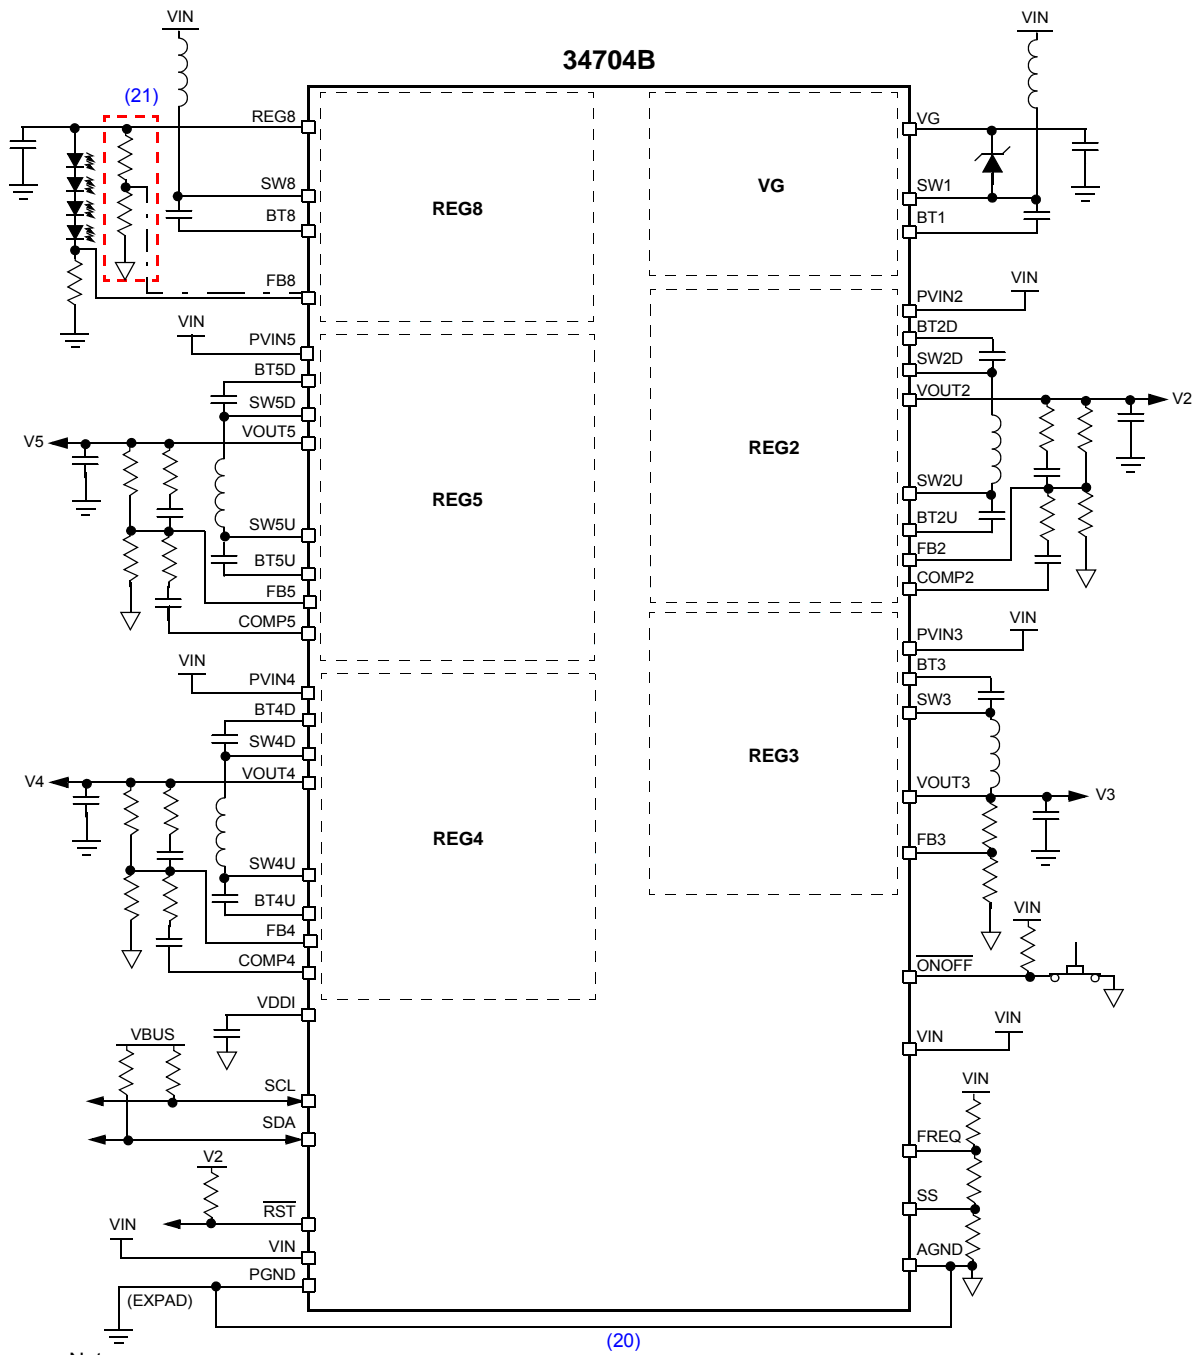 VIN
VIN
34704B
(21)
REG8
VG
SW8
SW1
BT8
BT1
REG8
VG
FB8
VIN
PVIN2
VIN
PVIN5
BT2D
BT5D
SW2D
SW5D
VOUT2
V2
V5
VOUT5
REG2
REG5
SW2U
SW5U
BT2U
BT5U
FB2
FB5
COMP2
COMP5
VIN
PVIN3
VIN
PVIN4
BT3
BT4D
SW3
SW4D
REG3
V4
VOUT4
VOUT3
V3
REG4
FB3
SW4U
BT4U
VIN
FB4
COMP4
ONOFF
VDDI
VIN
VBUS
VIN
SCL
VIN
SDA
FREQ
V2
SS
RST
VIN
VIN
AGND
PGND
(EXPAD)
(20)